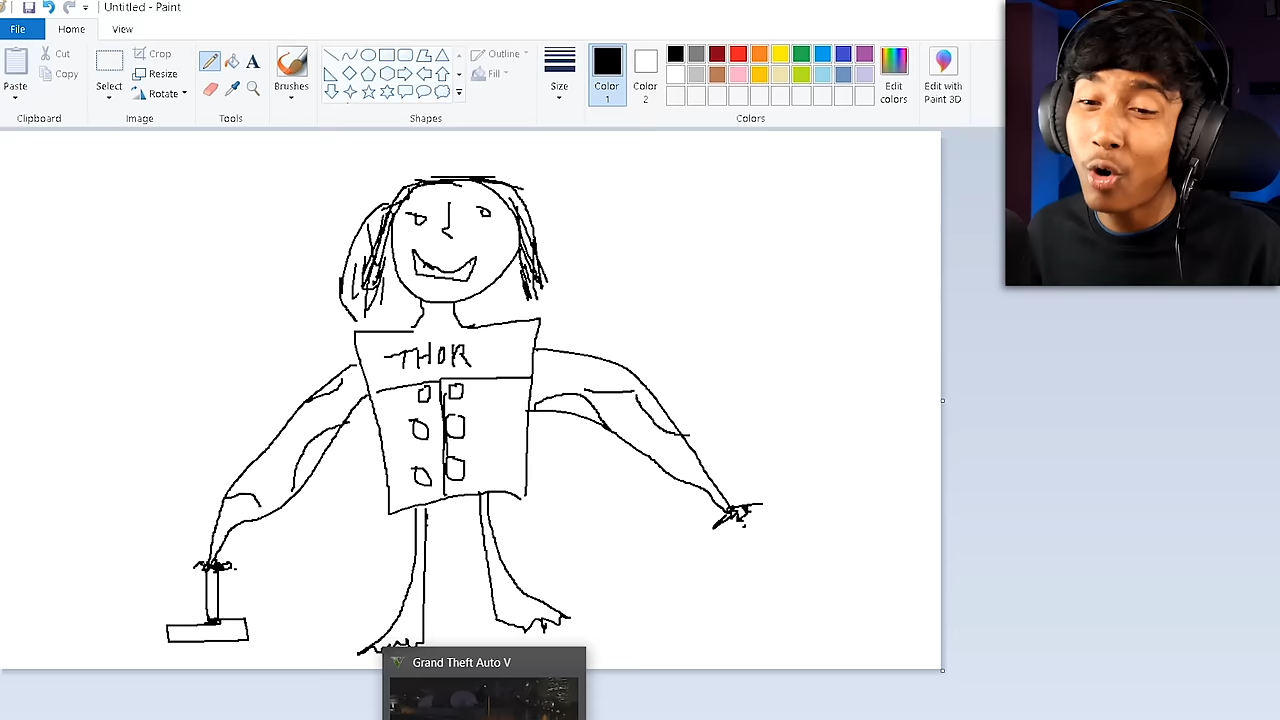 Untitled - Paint
File
Home
View
Paste
Cut
Copy
Clipboard
Select
Crop
Rotate
Image
A
Tools
Brushes
Outline
Fill
Shapes
Size
Color 1
Color 2
Edit colors
Edit with Paint 3D
Colors
THOR
Grand Theft Auto V